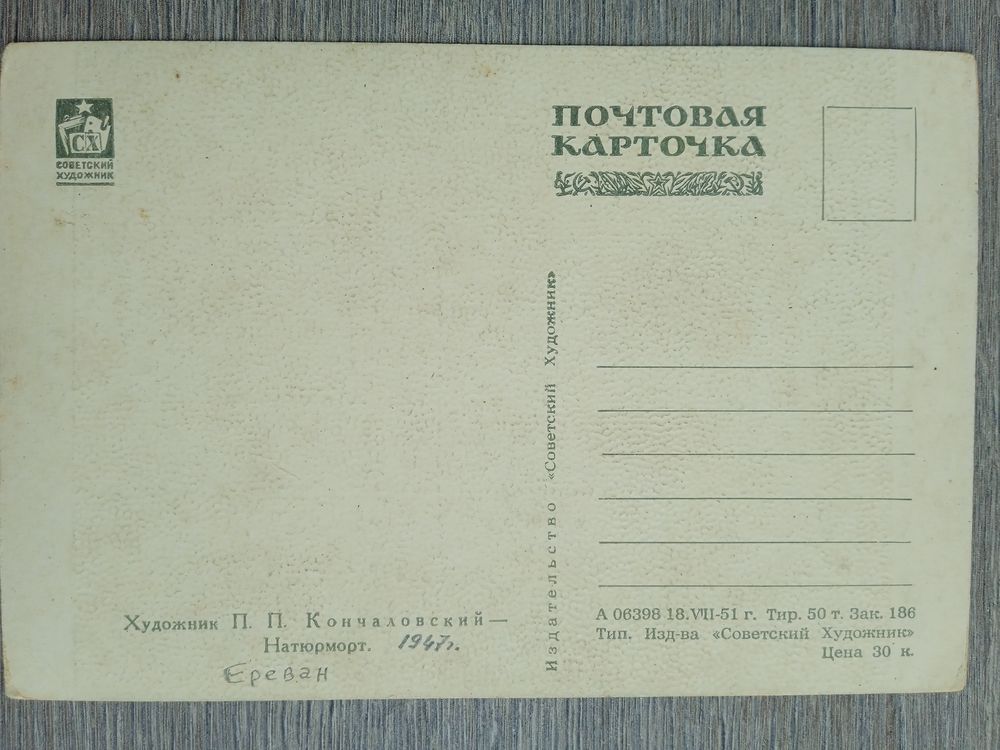 СХ
СОВЕТСКИЙ
ХУДОЖНИК
ПОЧТОВАЯ
КАРТОЧКА
Издательство «Советский Художник»
Художник П. П. Кончаловский—
Натюрморт. 1947г.
Ереван
А 06398 18.VII-51 г. Тир. 50 т. Зак. 186
Тип. Изд-ва «Советский Художник»
Цена 30 к.